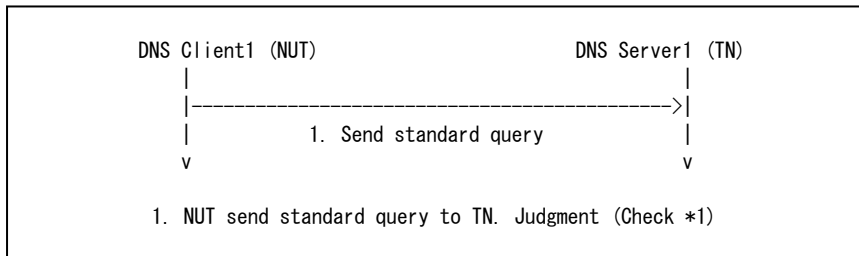 DNS Client1 (NUT) DNS Server1 (TN)
| |
|--------------------------------------------->|
| 1. Send standard query |
v v
1. NUT send standard query to TN. Judgment (Check *1)